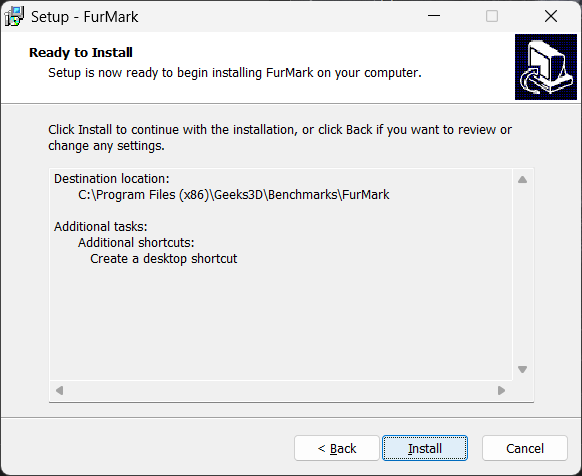 Setup - FurMark
Ready to Install
Setup is now ready to begin installing FurMark on your computer.
Click Install to continue with the installation, or click Back if you want to review or
change any settings.
Destination location:
C:\Program Files (x86)\Geeks3D\Benchmarks\FurMark
Additional tasks:
Additional shortcuts:
Create a desktop shortcut
< Back
Install
Cancel